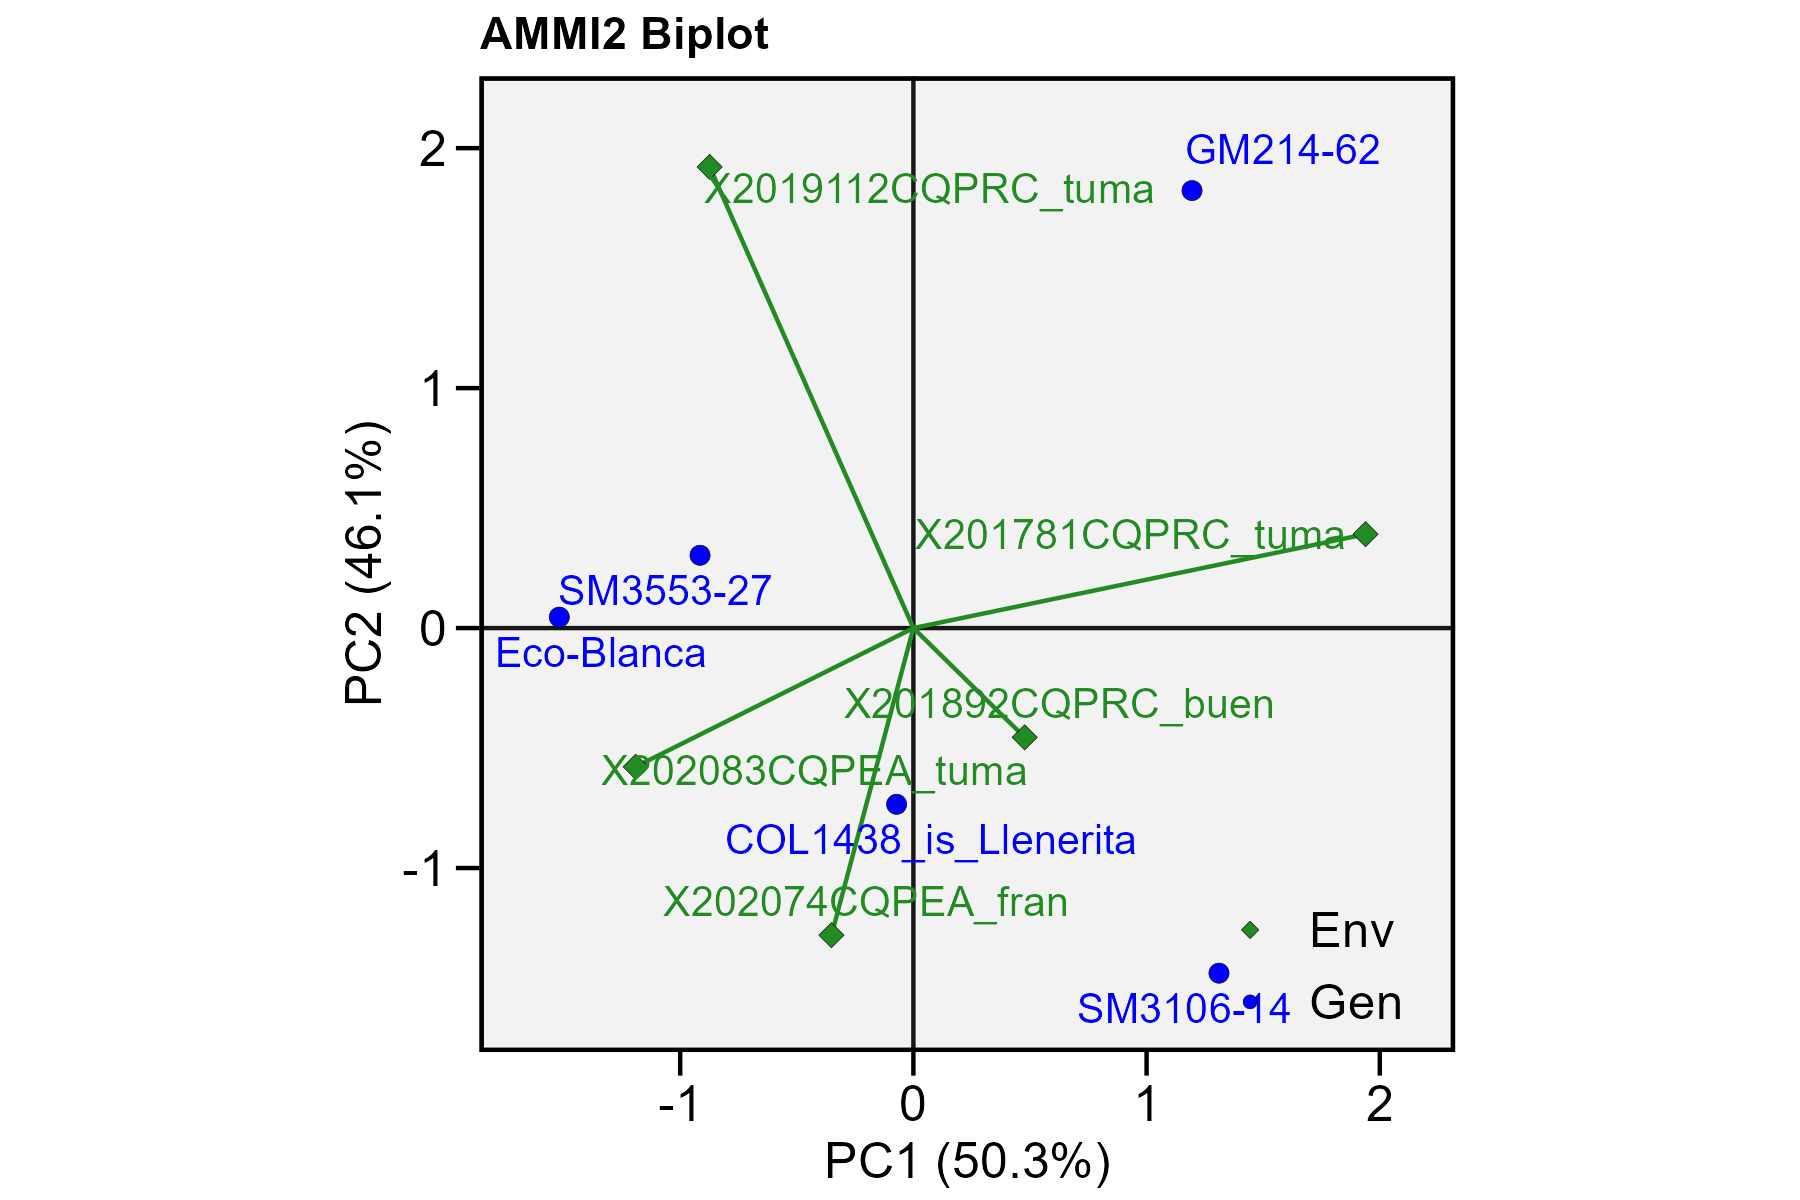 AMMI2 Biplot
GM214-62
X2019112CQPRC_tuma
X201781CQPRC_tuma
SM3553-27
Eco-Blanca
X201892CQPRC_buen
X202083CQPEA_tuma
COL1438_is_Llenerita
X202074CQPEA_fran
SM3106-14
Env
Gen
2
1
0
-1
PC2 (46.1%)
-1
0
1
2
PC1 (50.3%)